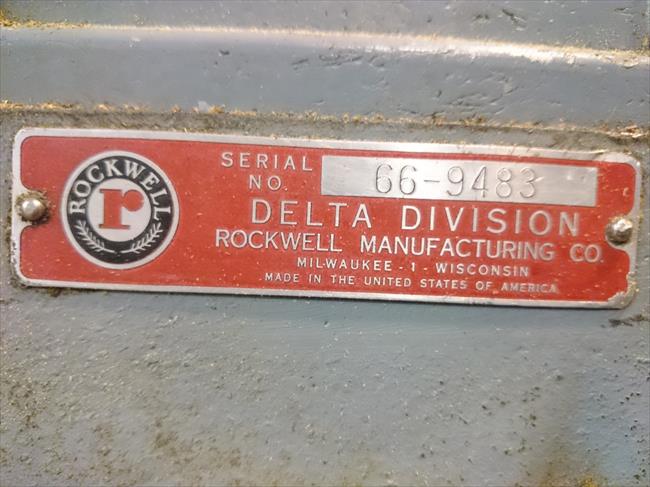 ROCKWELL
r
SERIAL
NO. 66-9483
DELTA DIVISION
ROCKWELL MANUFACTURING CO.
MILWAUKEE - 1 - WISCONSIN
MADE IN THE UNITED STATES OF AMERICA